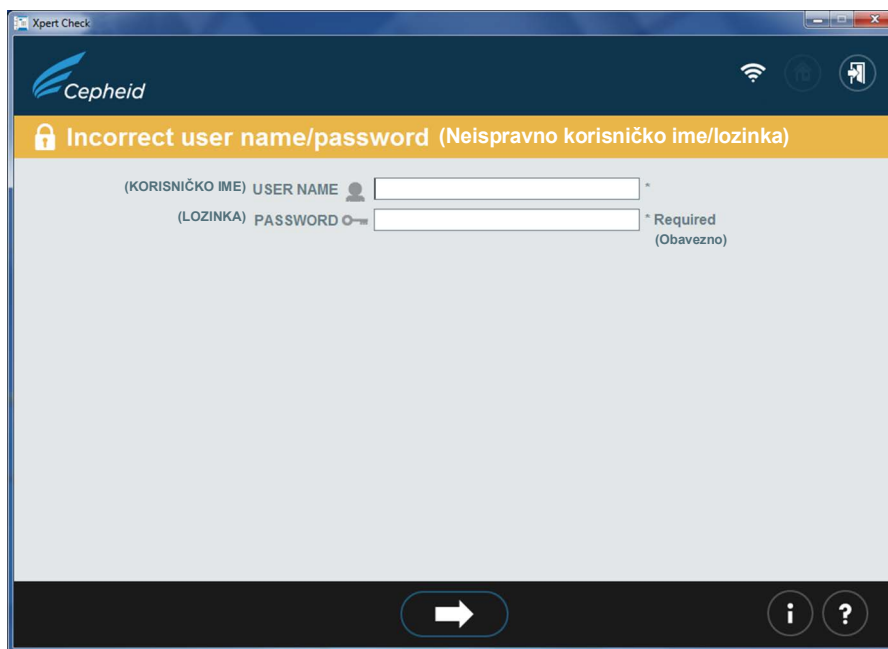 Xpert Check
Cepheid
Incorrect user name/password (Neispravno korisničko ime/lozinka)
(KORISNIČKO IME) USER NAME *
(LOZINKA) PASSWORD * Required
(Obavezno)
i ?